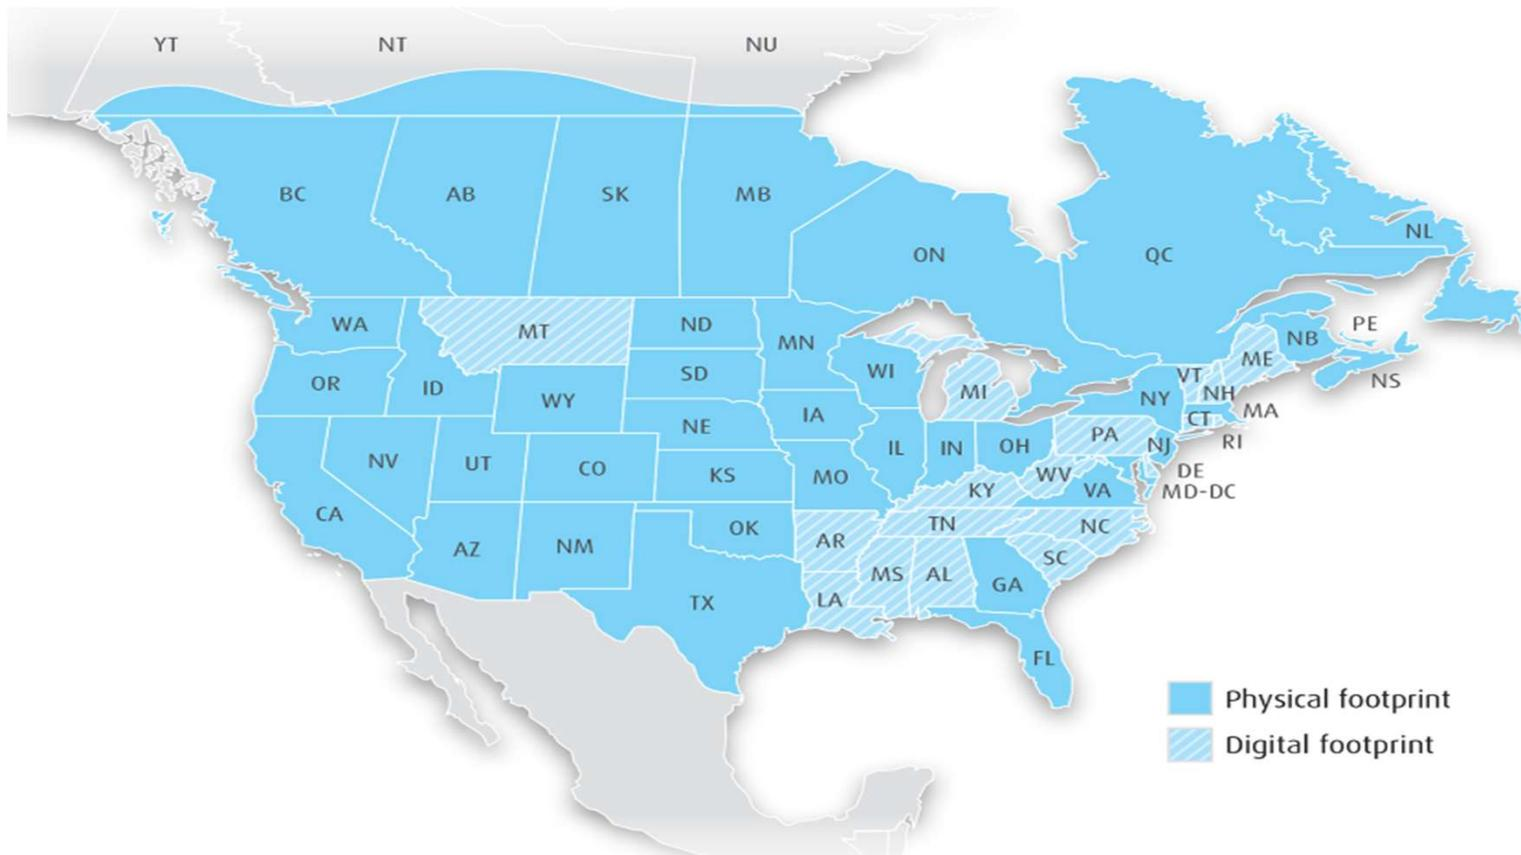 YT
NT
NU
BC
AB
SK
MB
ON
QC
NL
WA
MT
ND
MN
OR
ID
WY
SD
WI
MI
VT
ME
NB
PE
NS
NH
NY
MA
CT
RI
NV
UT
CO
NE
IA
IL
IN
OH
PA
NJ
KS
MO
WV
VA
DE
MD-DC
KY
CA
AZ
NM
OK
AR
TN
NC
SC
TX
LA
MS
AL
GA
FL
Physical footprint
Digital footprint